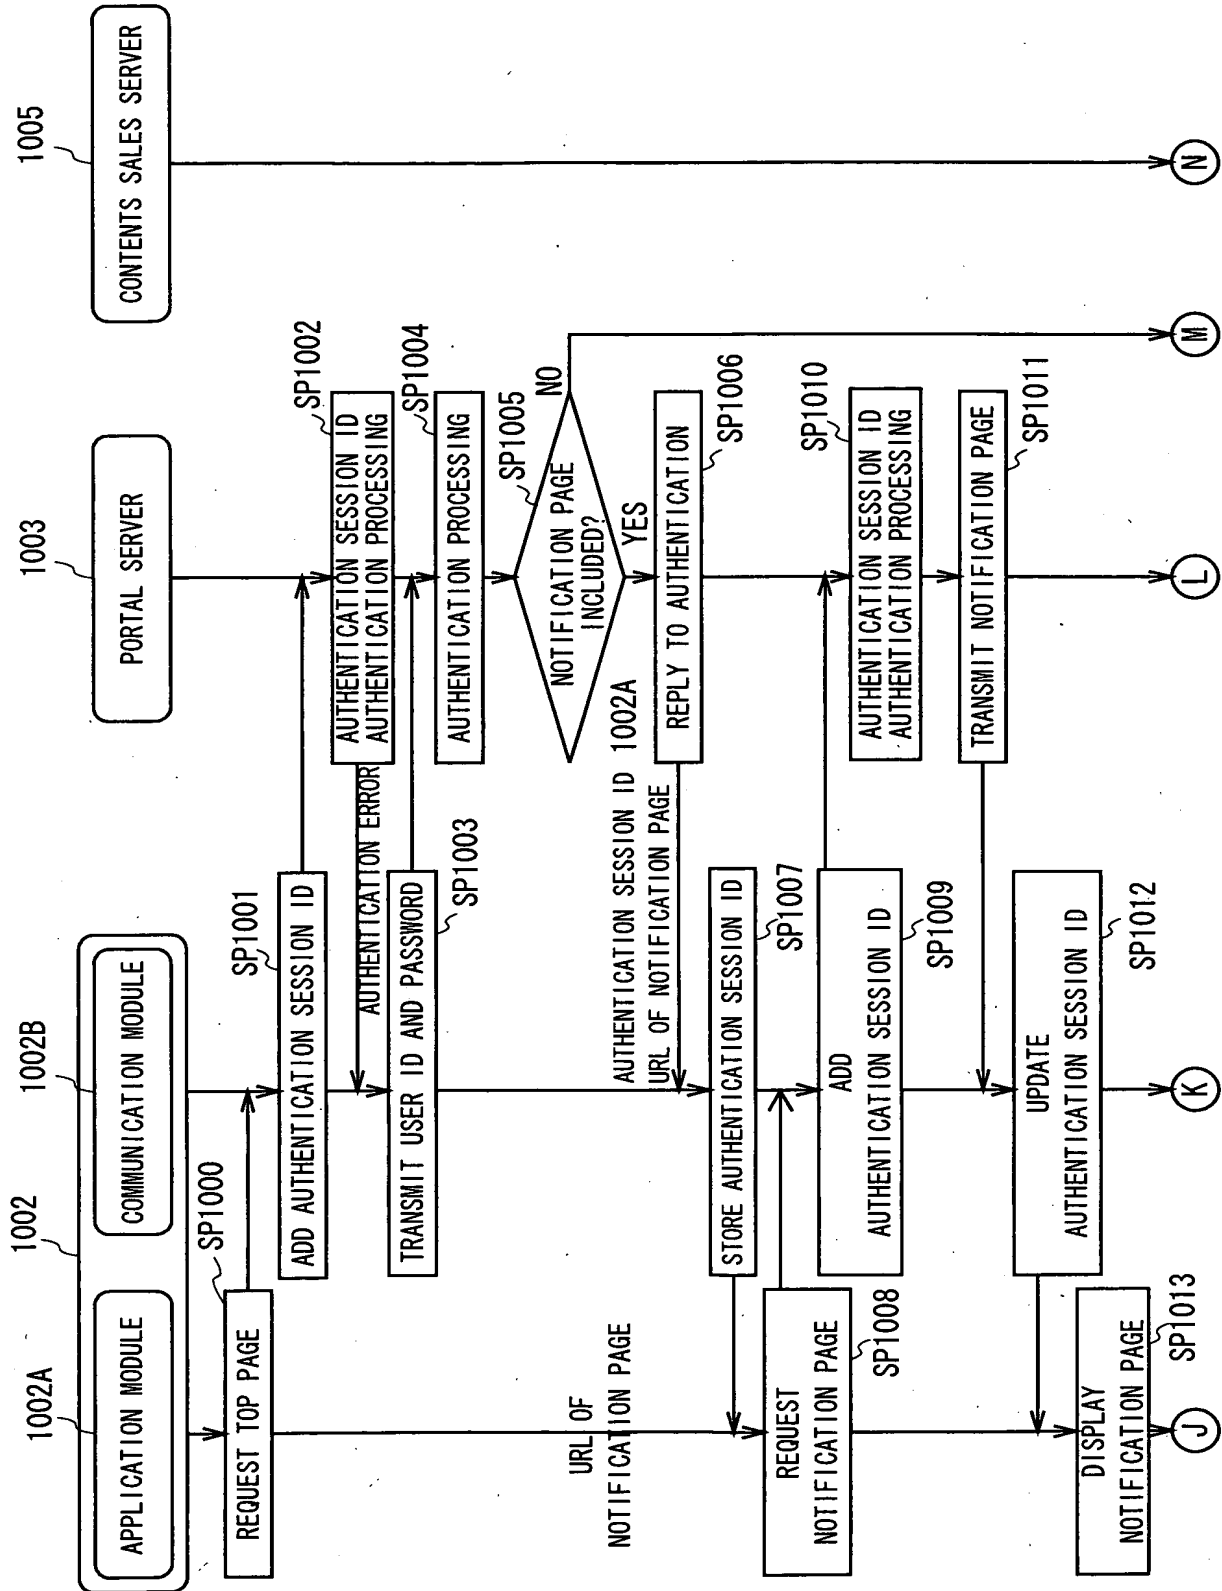 1002
1002A
APPLICATION MODULE
1002B
COMMUNICATION MODULE
1003
PORTAL SERVER
1005
CONTENTS SALES SERVER
SP1000
REQUEST TOP PAGE
SP1001
ADD AUTHENTICATION SESSION ID
SP1002
AUTHENTICATION SESSION ID
AUTHENTICATION PROCESSING
AUTHENTICATION ERROR
TRANSMIT USER ID AND PASSWORD
SP1003
SP1004
AUTHENTICATION PROCESSING
SP1005
NOTIFICATION PAGE
INCLUDED?
NO
YES
REPLY TO AUTHENTICATION
SP1006
AUTHENTICATION SESSION ID 1002A
URL OF NOTIFICATION PAGE
STORE AUTHENTICATION SESSION ID
SP1007
URL OF
NOTIFICATION PAGE
REQUEST
NOTIFICATION PAGE
SP1008
ADD
AUTHENTICATION SESSION ID
SP1009
SP1010
AUTHENTICATION SESSION ID
AUTHENTICATION PROCESSING
TRANSMIT NOTIFICATION PAGE
SP1011
UPDATE
AUTHENTICATION SESSION ID
SP1012
DISPLAY
NOTIFICATION PAGE
SP1013
J
K
L
M
N